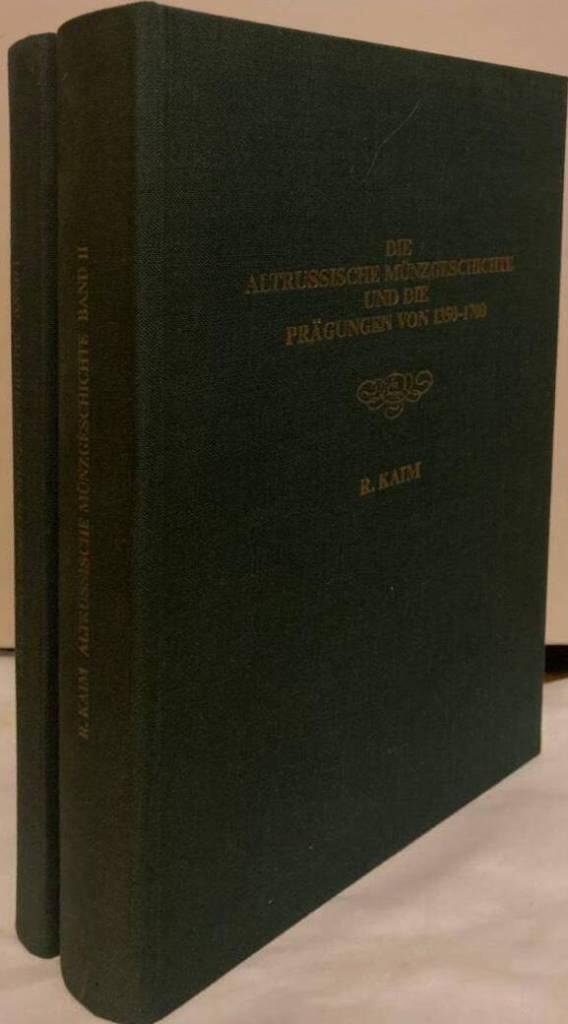 DIE
ALTRUSSISCHE MÜNZGESCHICHTE
UND DIE
PRÄGUNGEN VON 1350-1700
R. KAIM
R. KAIM ALTRUSSISCHE MÜNZGESCHICHTE BAND II